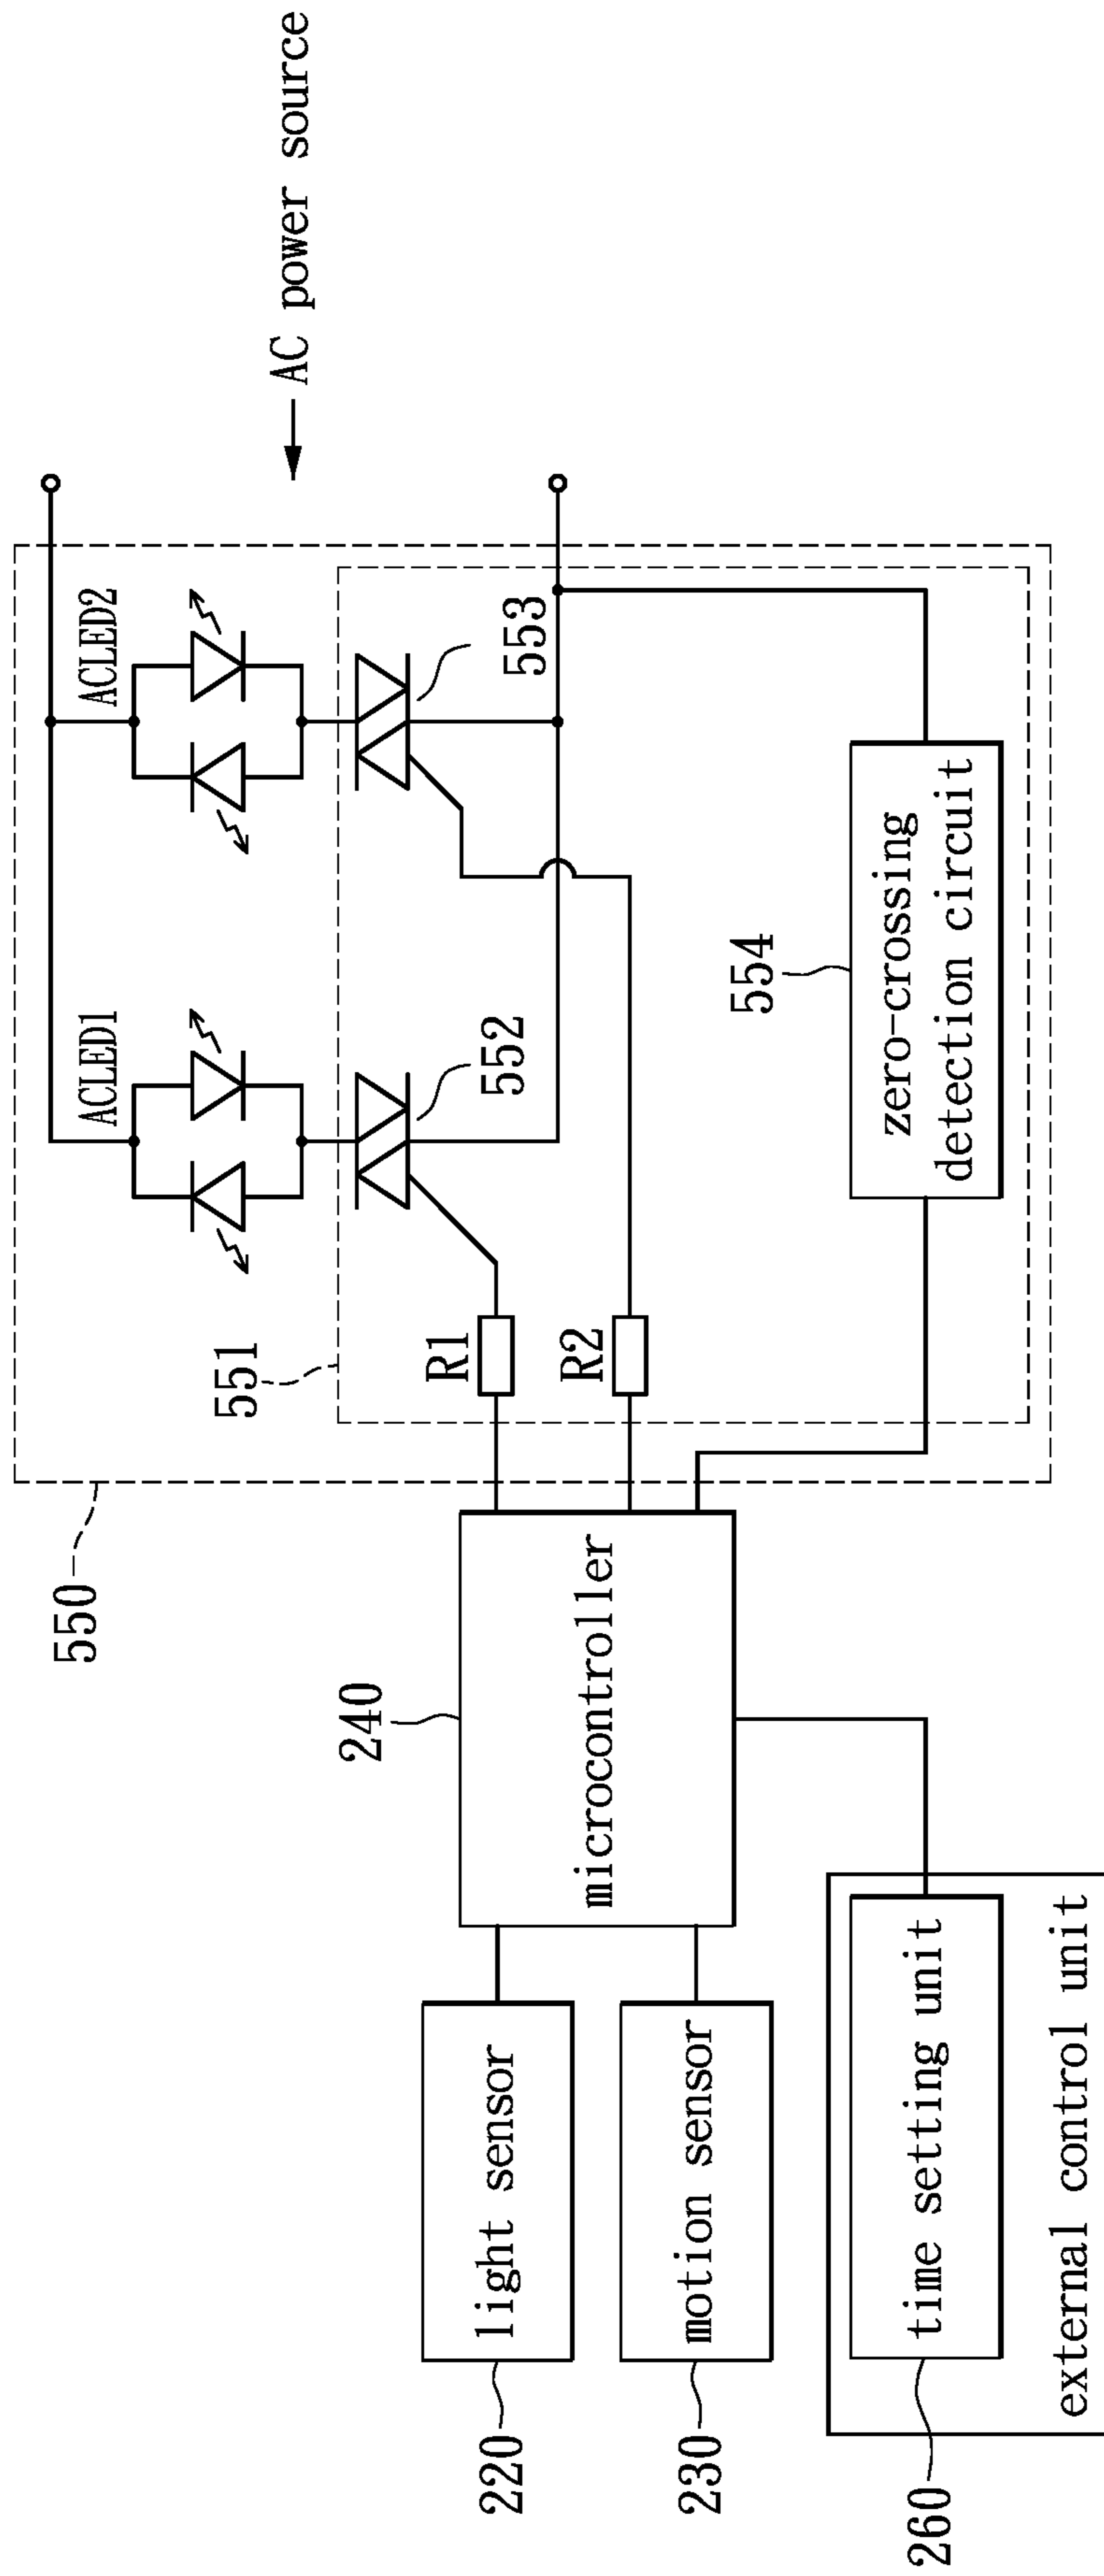 550
551
ACLED1
ACLED2
AC power source
552
553
R1
R2
240
microcontroller
554
zero-crossing
detection circuit
220
light sensor
230
motion sensor
260
time setting unit
external control unit